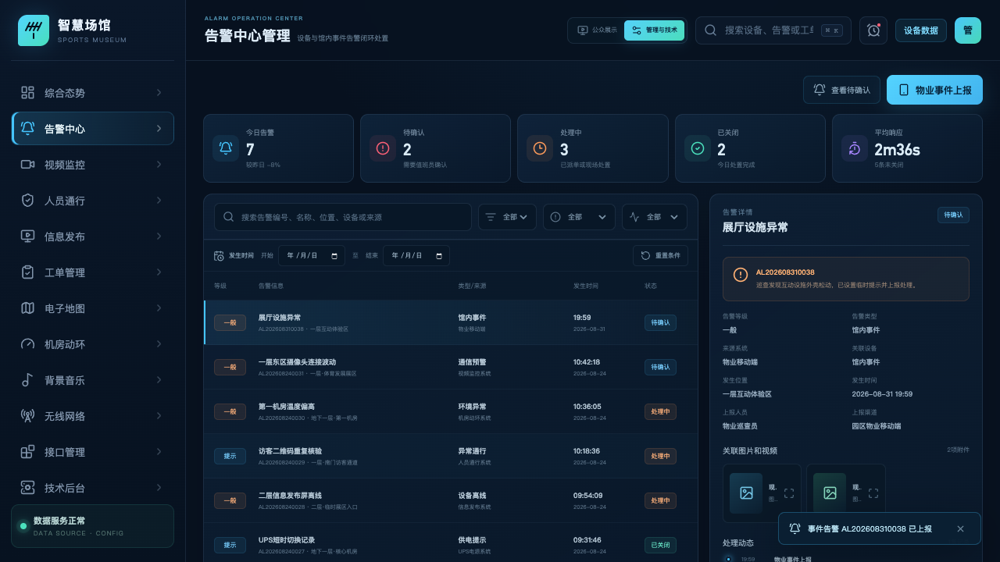 智慧场馆
SPORTS MUSEUM
综合态势
告警中心
视频监控
人员通行
信息发布
工单管理
电子地图
机房动环
背景音乐
无线网络
接口管理
技术后台
数据服务正常
DATA SOURCE · CONFIG
ALARM OPERATION CENTER
告警中心管理 设备与馆内事件告警闭环处置
公众展示 管理与技术
搜索设备、告警或工单 ⌘ K
设备数据 管
查看待确认 物业事件上报
今日告警
7
较昨日 -8%
待确认
2
需要值班员确认
处理中
3
已派单或现场处置
已关闭
2
今日处置完成
平均响应
2m36s
5条未关闭
搜索告警编号、名称、位置、设备或来源 全部 全部 全部
发生时间 开始 年 / 月 / 日 至 结束 年 / 月 / 日 重置条件
等级 告警信息 类型/来源 发生时间 状态
一般 展厅设施异常 馆内事件 19:59 待确认
AL202608310038 · 一层互动体验区 物业移动端 2026-08-31
一般 一层东区摄像头连接波动 通信预警 10:42:18 待确认
AL202608240031 · 一层·体育发展展区 视频监控系统 2026-08-24
一般 第一机房温度偏高 环境异常 10:36:05 处理中
AL202608240030 · 地下一层·第一机房 机房动环系统 2026-08-24
提示 访客二维码重复核验 异常通行 10:18:36 处理中
AL202608240029 · 一层·南门访客通道 人员通行系统 2026-08-24
一般 二层信息发布屏离线 设备离线 09:54:09 处理中
AL202608240028 · 二层·临时展区入口 信息发布系统 2026-08-24
提示 UPS短时切换记录 供电提示 09:31:46 已关闭
AL202608240027 · 地下一层·核心机房 UPS电源系统 2026-08-24
告警详情
展厅设施异常
待确认
AL202608310038
巡查发现互动设施外壳松动，已设置临时提示并上报处理。
告警等级 告警类型
一般 馆内事件
来源系统 关联设备
物业移动端 馆内事件
发生位置 发生时间
一层互动体验区 2026-08-31 19:59
上报人员 上报渠道
物业巡查员 园区物业移动端
关联图片和视频 2项附件
现.. 现..
图.. 图..
事件告警 AL202608310038 已上报
处理动态
19:59 物业事件上报